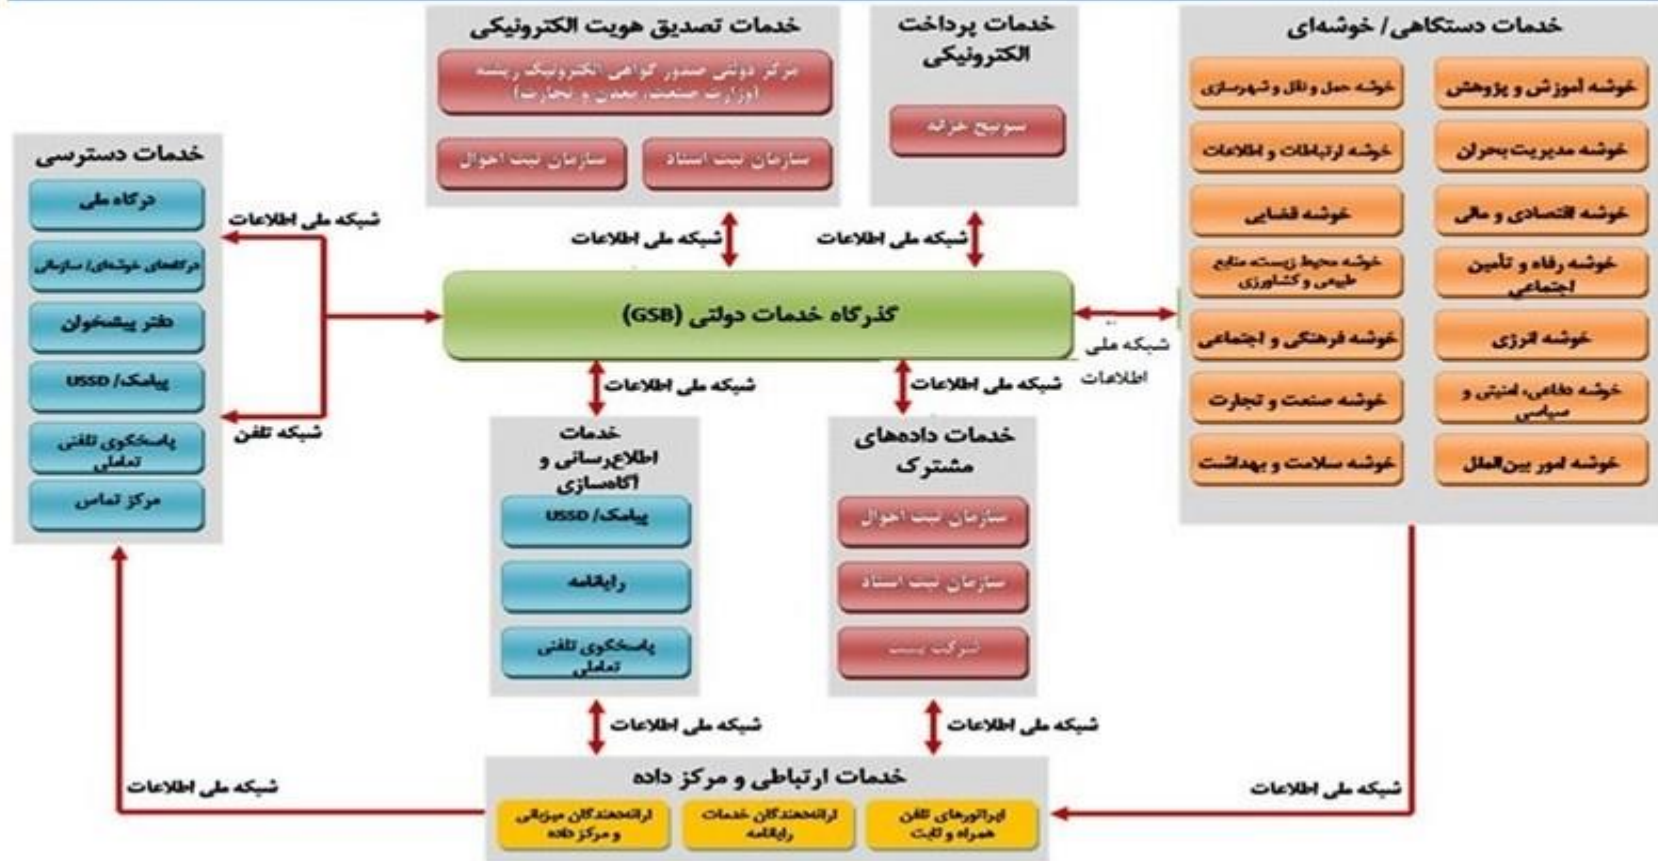 خدمات دستگاهی/ خوشه‌ای
خوشه آموزش و پژوهش
خوشه حمل و نقل و شهرسازی
خوشه مدیریت بحران
خوشه ارتباطات و اطلاعات
خوشه اقتصادی و مالی
خوشه قضایی
خوشه رفاه و تأمین
اجتماعی
خوشه محیط زیست، منابع
طبیعی و کشاورزی
خوشه انرژی
خوشه فرهنگی و اجتماعی
خوشه دفاعی، امنیتی و
سیاسی
خوشه صنعت و تجارت
خوشه امور بین‌الملل
خوشه سلامت و بهداشت
خدمات پرداخت
الکترونیکی
سوییچ خزانه
خدمات تصدیق هویت الکترونیکی
مرکز دولتی صدور گواهی الکترونیک ریشه
(وزارت صنعت، معدن و تجارت)
سازمان ثبت اسناد
سازمان ثبت احوال
خدمات دسترسی
درگاه ملی
درگاه‌های خوشه‌ای/ سازمانی
دفتر پیشخوان
پیامک/ USSD
پاسخگوی تلفنی
تعاملی
مرکز تماس
شبکه ملی اطلاعات
شبکه تلفن
شبکه ملی اطلاعات
شبکه ملی اطلاعات
گذرگاه خدمات دولتی (GSB)
شبکه ملی
اطلاعات
شبکه ملی اطلاعات
شبکه ملی اطلاعات
خدمات داده‌های
مشترک
سازمان ثبت احوال
سازمان ثبت اسناد
شرکت پست
خدمات
اطلاع‌رسانی و
آگاه‌سازی
پیامک/ USSD
رایانامه
پاسخگوی تلفنی
تعاملی
شبکه ملی اطلاعات
شبکه ملی اطلاعات
شبکه ملی اطلاعات
شبکه ملی اطلاعات
خدمات ارتباطی و مرکز داده
اپراتورهای تلفن
همراه و ثابت
ارائه‌دهندگان خدمات
رایانامه
ارائه‌دهندگان میزبانی
و مرکز داده